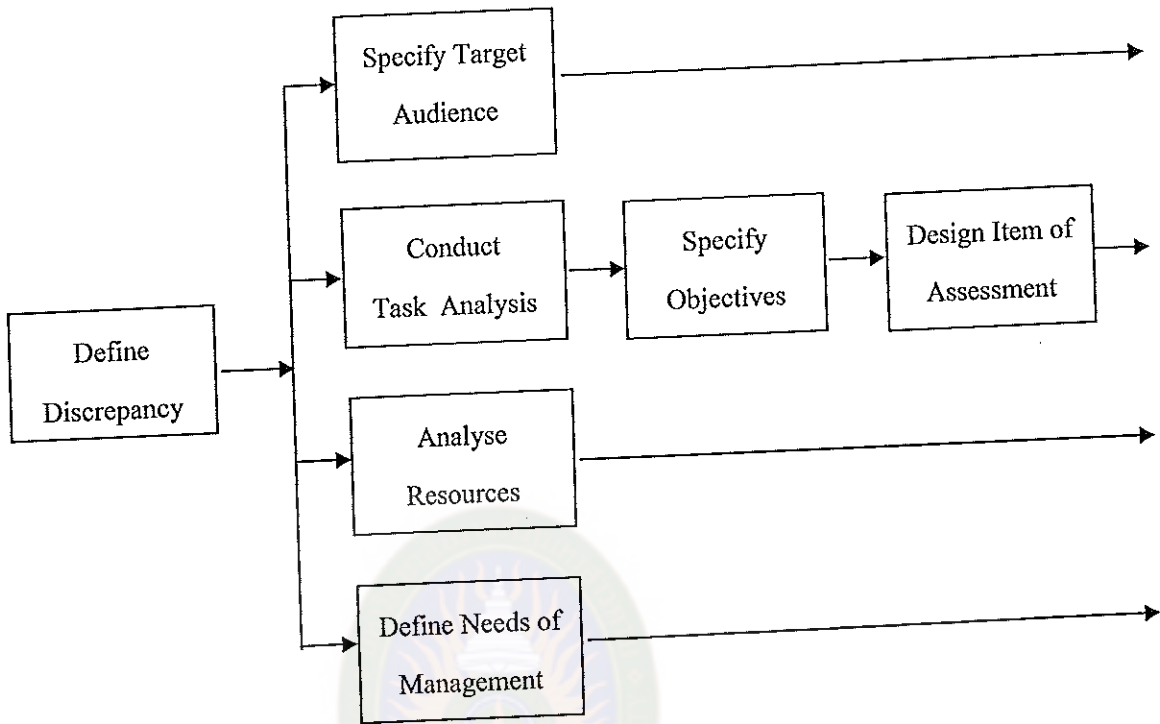 Specify Target
Audience
Conduct
Task Analysis
Specify
Objectives
Design Item of
Assessment
Define
Discrepancy
Analyse
Resources
Define Needs of
Management